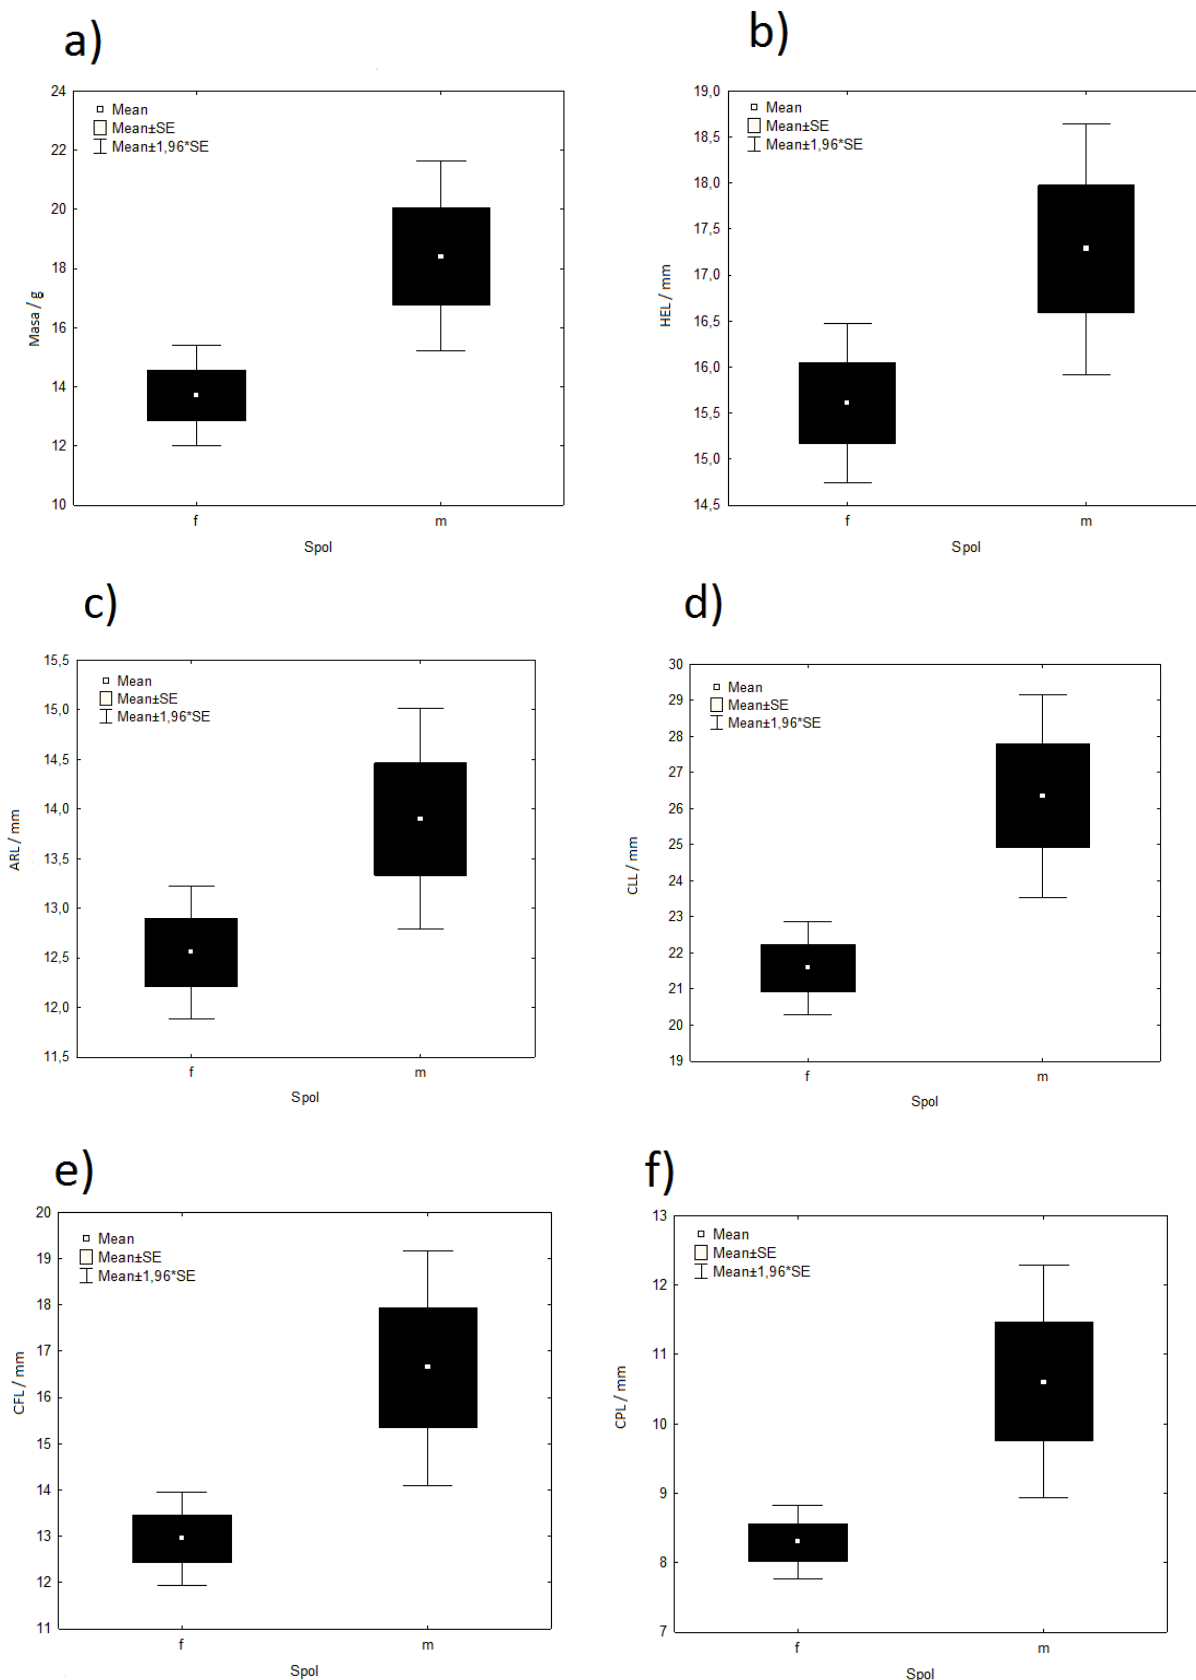 a)
24
22
20
18
16
14
12
10
Masa / g
Mean
Mean±SE
Mean±1,96*SE
f
m
Spol
b)
19,0
18,5
18,0
17,5
17,0
16,5
16,0
15,5
15,0
14,5
HEL / mm
Mean
Mean±SE
Mean±1,96*SE
f
m
Spol
c)
15,5
15,0
14,5
14,0
13,5
13,0
12,5
12,0
11,5
ARL / mm
Mean
Mean±SE
Mean±1,96*SE
f
m
Spol
d)
30
29
28
27
26
25
24
23
22
21
20
19
CLL / mm
Mean
Mean±SE
Mean±1,96*SE
f
m
Spol
e)
20
19
18
17
16
15
14
13
12
11
CFL / mm
Mean
Mean±SE
Mean±1,96*SE
f
m
Spol
f)
13
12
11
10
9
8
7
CPL / mm
Mean
Mean±SE
Mean±1,96*SE
f
m
Spol